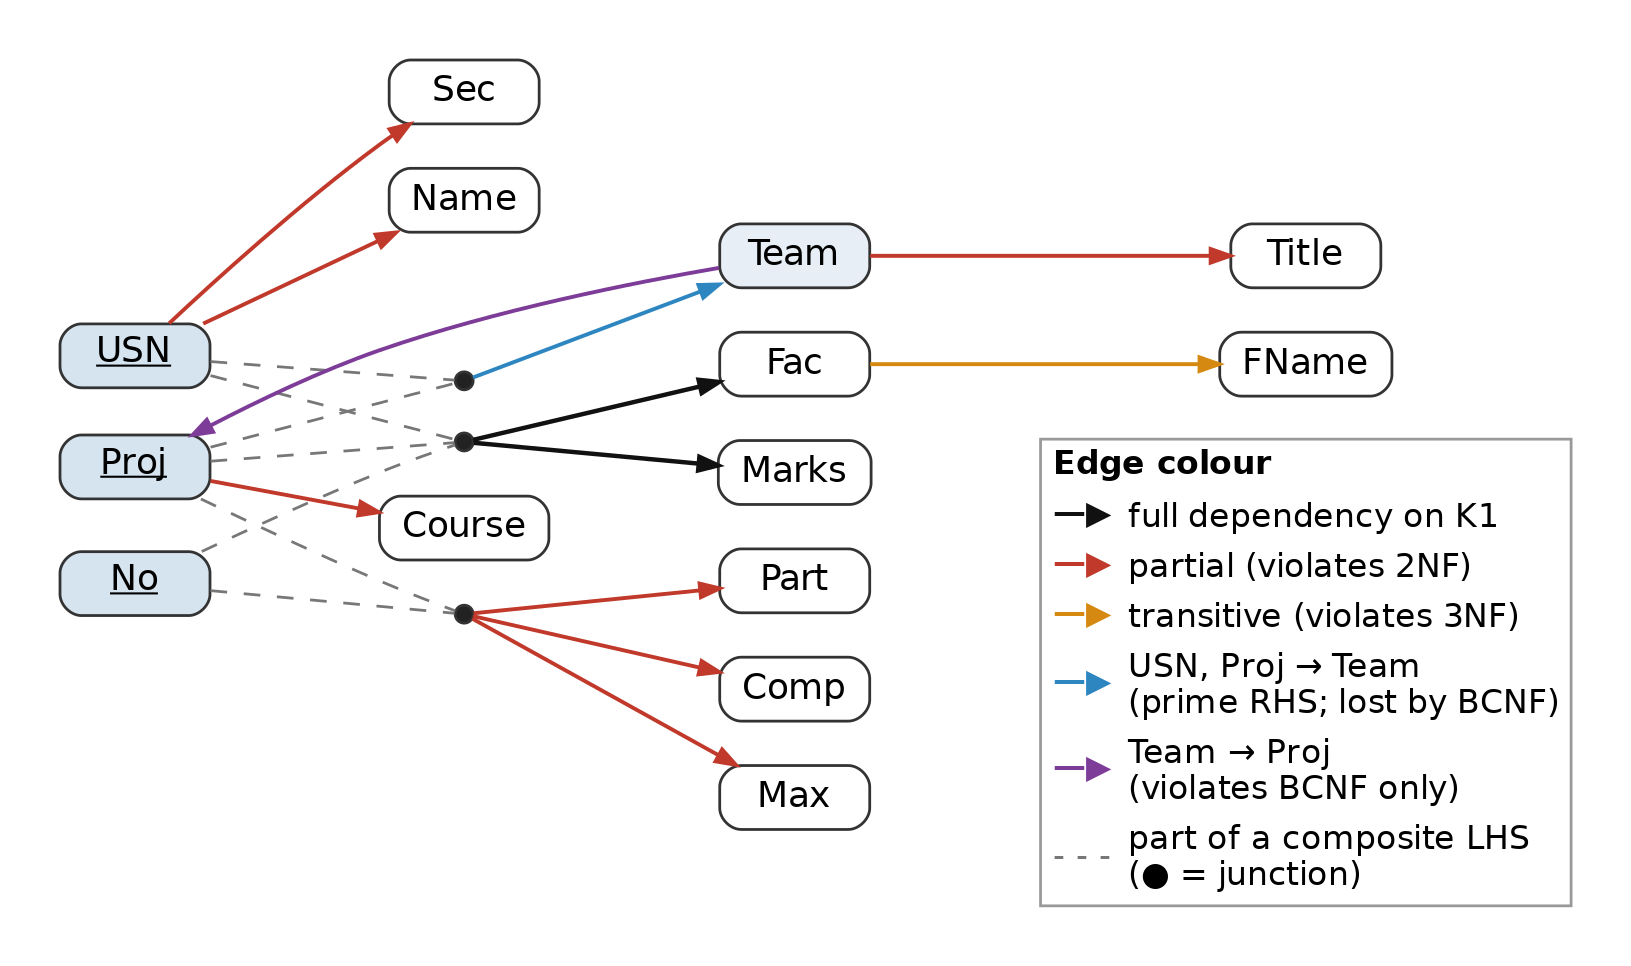 Sec
Name
Team
Title
USN
Fac
FName
Proj
Marks
Course
No
Part
Comp
Max
Edge colour
full dependency on K1
partial (violates 2NF)
transitive (violates 3NF)
USN, Proj → Team
(prime RHS; lost by BCNF)
Team → Proj
(violates BCNF only)
part of a composite LHS
(● = junction)